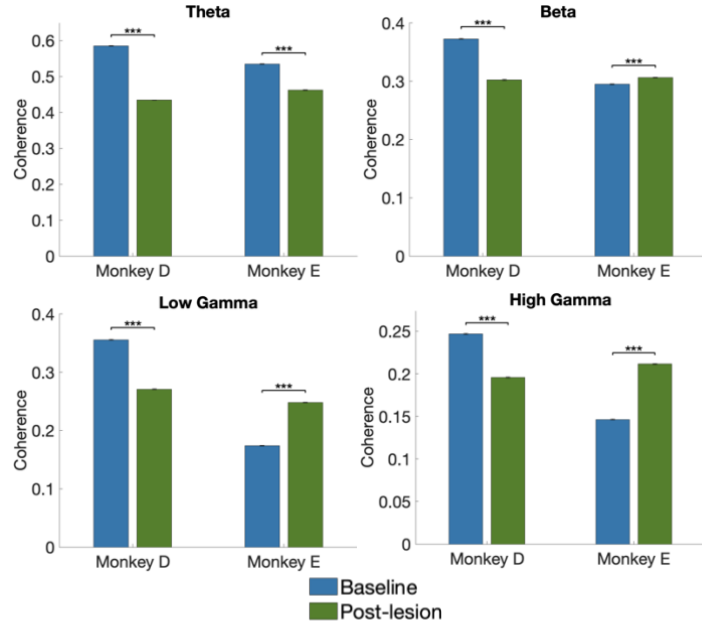 Theta
Coherence
0.6
0.5
0.4
0.3
0.2
0.1
0
***
***
Monkey D
Monkey E
Beta
Coherence
0.4
0.3
0.2
0.1
0
***
***
Monkey D
Monkey E
Low Gamma
Coherence
0.4
0.3
0.2
0.1
0
***
***
Monkey D
Monkey E
High Gamma
Coherence
0.25
0.2
0.15
0.1
0.05
0
***
***
Monkey D
Monkey E
Baseline
Post-lesion